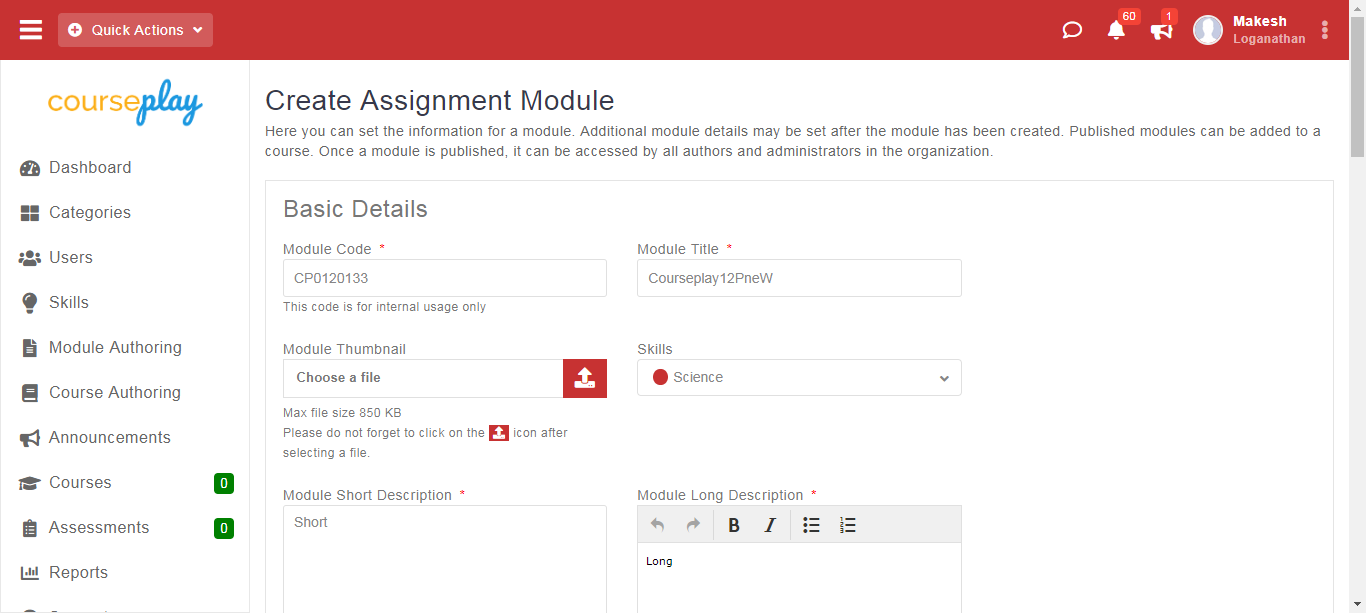 Quick Actions
60
1
Makesh
Loganathan
courseplay
Dashboard
Categories
Users
Skills
Module Authoring
Course Authoring
Announcements
Courses 0
Assessments 0
Reports
Create Assignment Module
Here you can set the information for a module. Additional module details may be set after the module has been created. Published modules can be added to a
course. Once a module is published, it can be accessed by all authors and administrators in the organization.
Basic Details
Module Code *
CP0120133
This code is for internal usage only
Module Title *
Courseplay12PneW
Module Thumbnail
Choose a file
Max file size 850 KB
Please do not forget to click on the icon after
selecting a file.
Skills
Science
Module Short Description *
Short
Module Long Description *
B I
Long